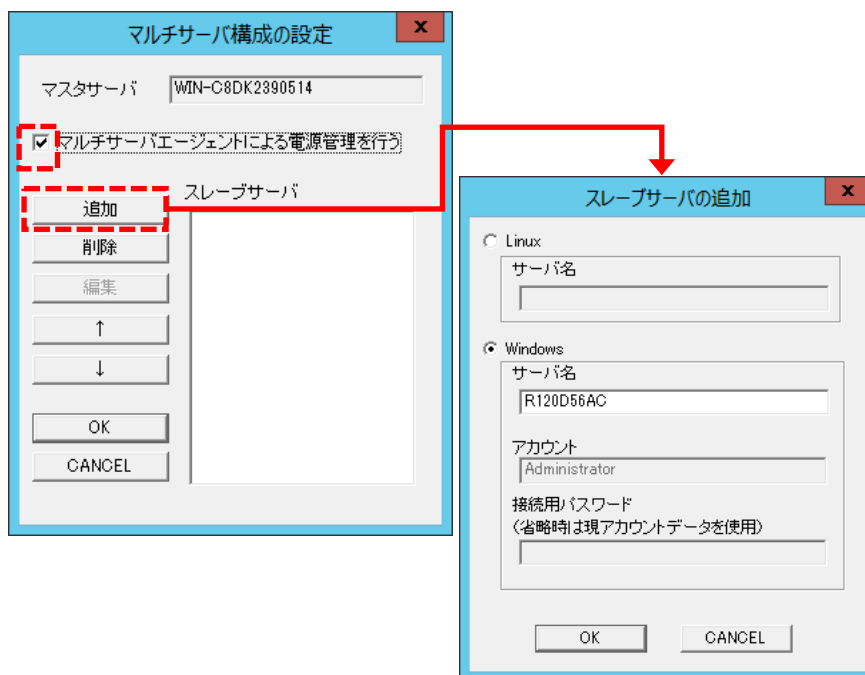 マルチサーバ構成の設定
x
マスタサーバ
WIN-C8DK2390514
マルチサーバエージェントによる電源管理を行う
スレーブサーバ
追加
削除
編集
↑
↓
OK
CANCEL
スレーブサーバの追加
x
Linux
サーバ名
Windows
サーバ名
R120D56AC
アカウント
Administrator
接続用パスワード
(省略時は現アカウントデータを使用)
OK
CANCEL